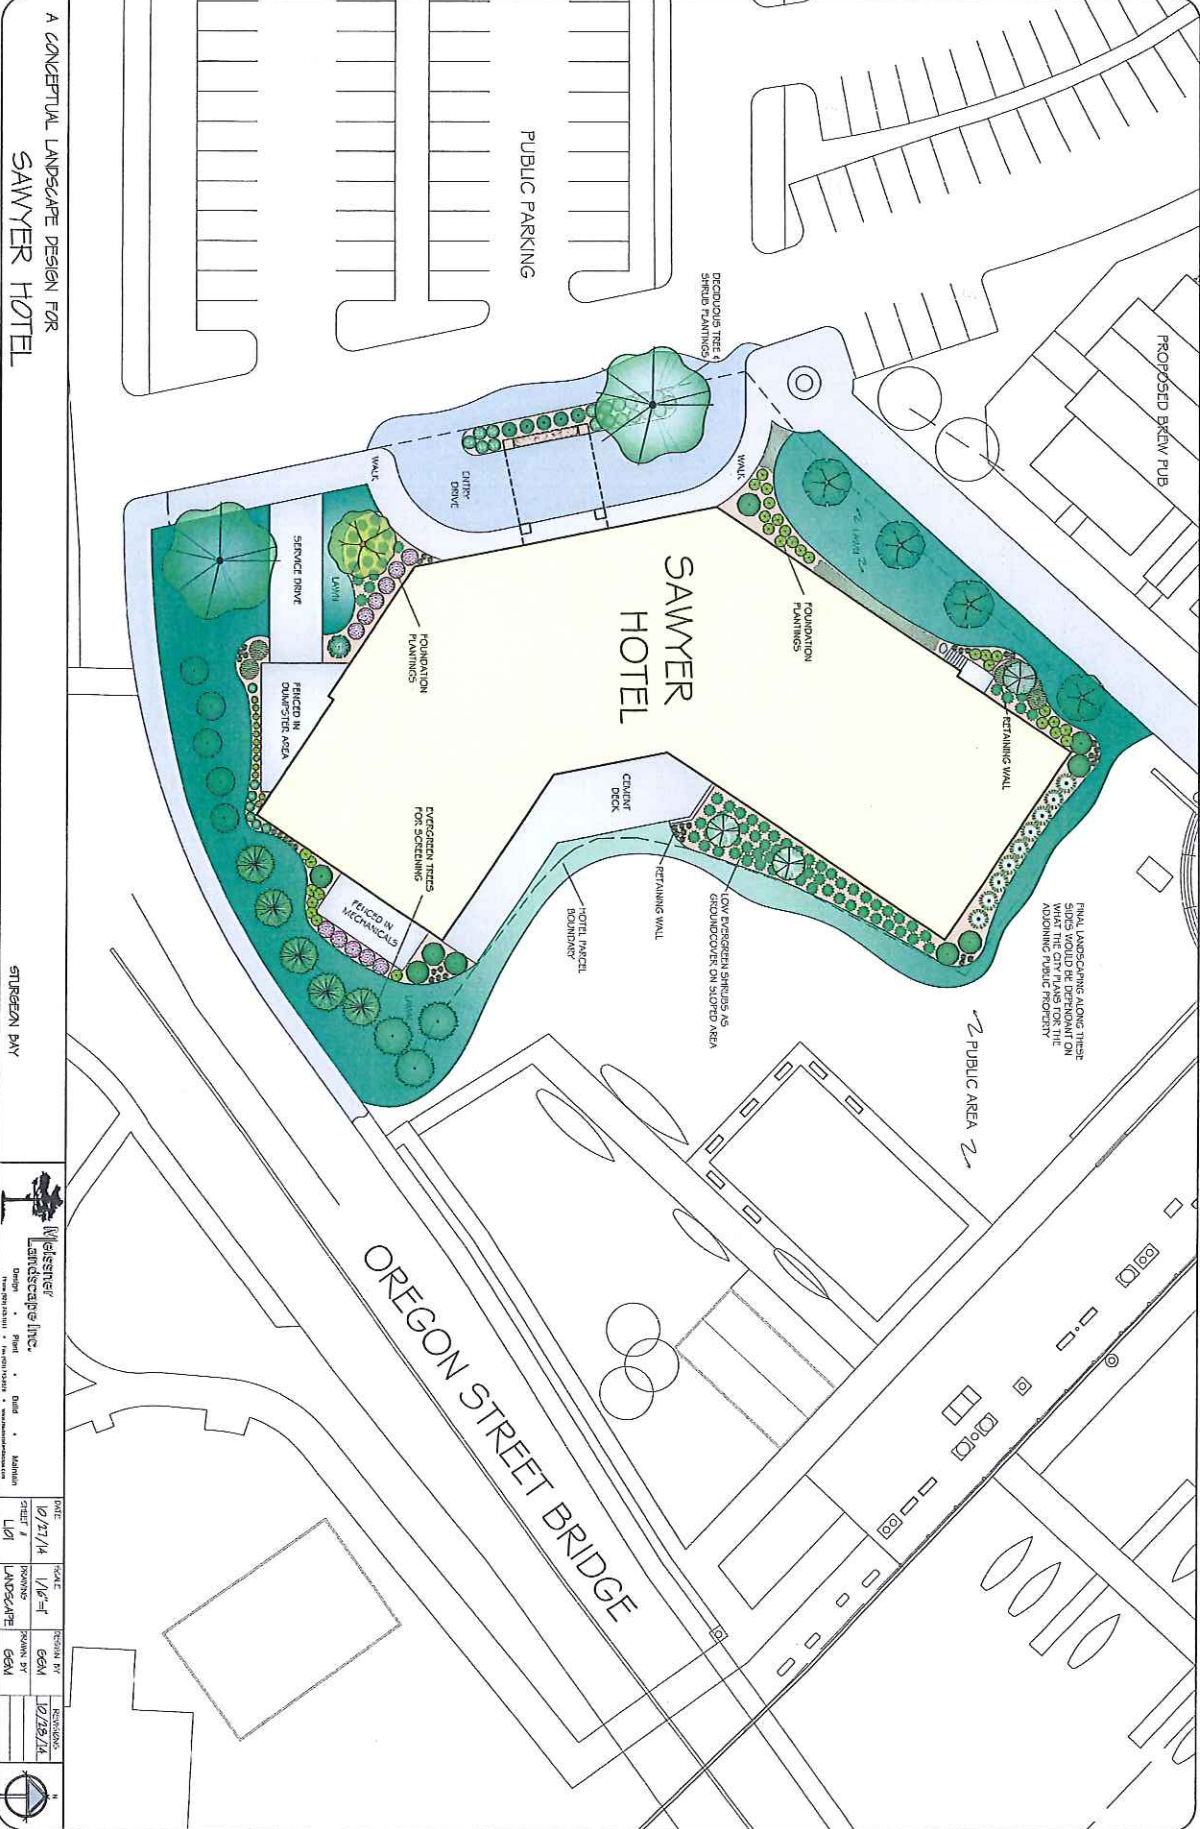 PROPOSED BREW PUB
PUBLIC PARKING
DECIDUOUS TREE &
SHRUB PLANTINGS
WALK
ENTRY
DRIVE
WALK
LAWN
FOUNDATION
PLANTINGS
RETAINING WALL
SAWYER
HOTEL
SERVICE DRIVE
LAWN
FOUNDATION
PLANTINGS
FENCED IN
DUMPSTER AREA
CEMENT
DECK
EVERGREEN TREES
FOR SCREENING
FENCED IN
MECHANICALS
LAWN
RETAINING WALL
HOTEL PARCEL
BOUNDARY
LOW EVERGREEN SHRUBS AS
GROUNDCOVER ON SLOPED AREA
FINAL LANDSCAPING ALONG THESE
SIDES WOULD BE DEPENDANT ON
WHAT THE CITY PLANS FOR THE
ADJOINING PUBLIC PROPERTY
PUBLIC AREA
OREGON STREET BRIDGE
A CONCEPTUAL LANDSCAPE DESIGN FOR
SAWYER HOTEL
STURGEON BAY
Meissner
Landscape Inc.
Design • Plant • Build • Maintain
DATE
10/27/14
SCALE
1/16"=1'
DESIGN BY
GGM
REVISIONS
10/28/14
SHEET #
L101
DRAWING
LANDSCAPE
DRAWN BY
GGM
N